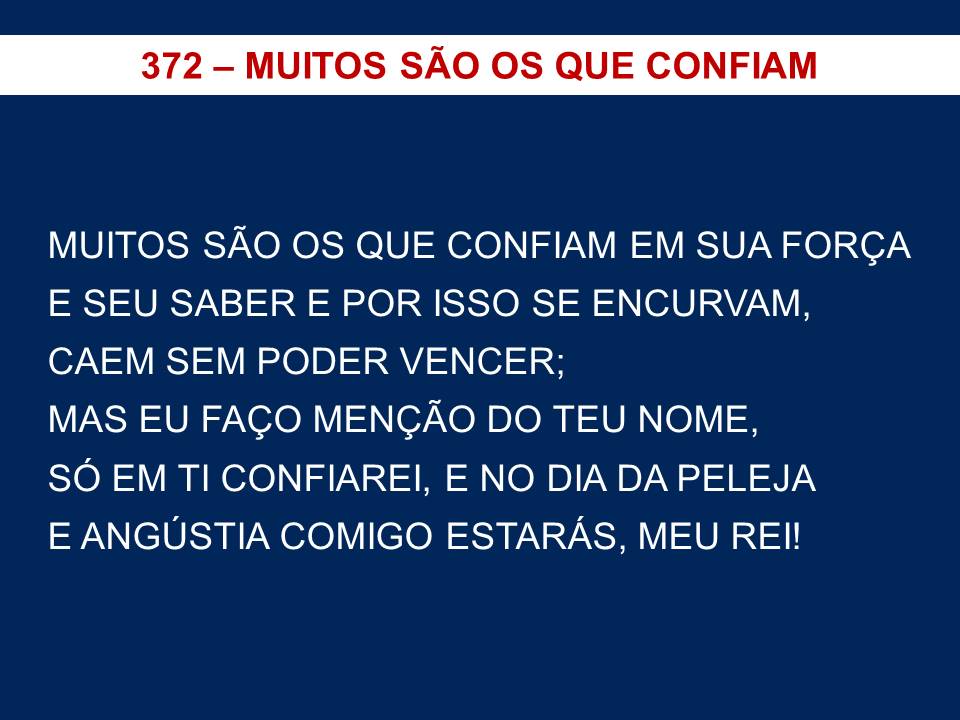 372 – MUITOS SÃO OS QUE CONFIAM
MUITOS SÃO OS QUE CONFIAM EM SUA FORÇA
E SEU SABER E POR ISSO SE ENCURVAM,
CAEM SEM PODER VENCER;
MAS EU FAÇO MENÇÃO DO TEU NOME,
SÓ EM TI CONFIAREI, E NO DIA DA PELEJA
E ANGÚSTIA COMIGO ESTARÁS, MEU REI!